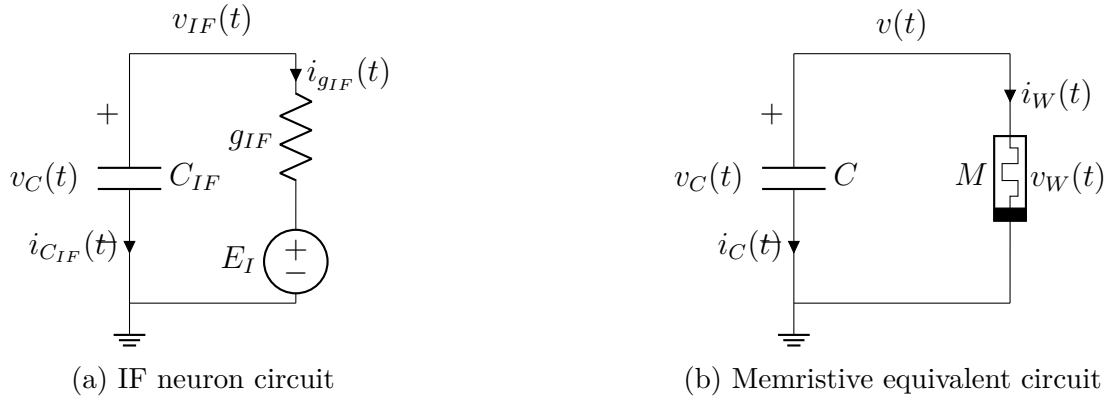 v_{IF}(t)
i_{g_{IF}}(t)
+
g_{IF}
v_C(t)
C_{IF}
i_{C_{IF}}(t)
−
E_I
+
−
(a) IF neuron circuit
v(t)
i_W(t)
+
v_C(t)
C
M
v_W(t)
i_C(t)
−
(b) Memristive equivalent circuit